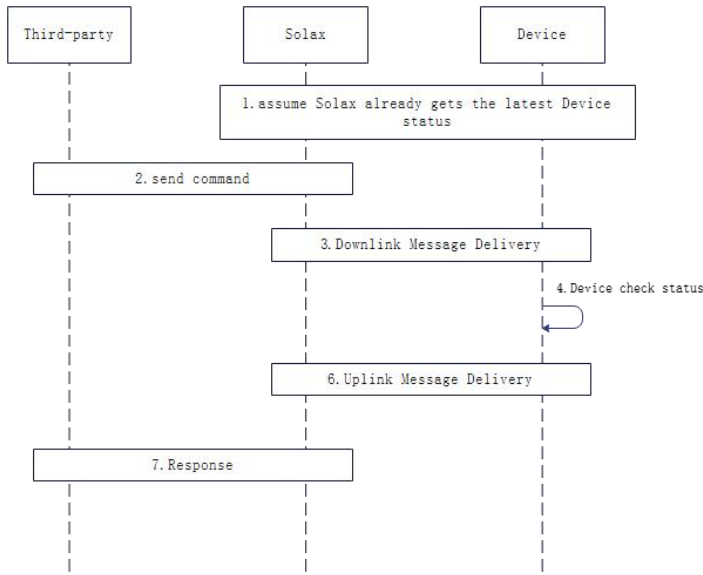 Third-party
Solax
Device
1.assume Solax already gets the latest Device
status
2.send command
3.Downlink Message Delivery
4.Device check status
6.Uplink Message Delivery
7.Response